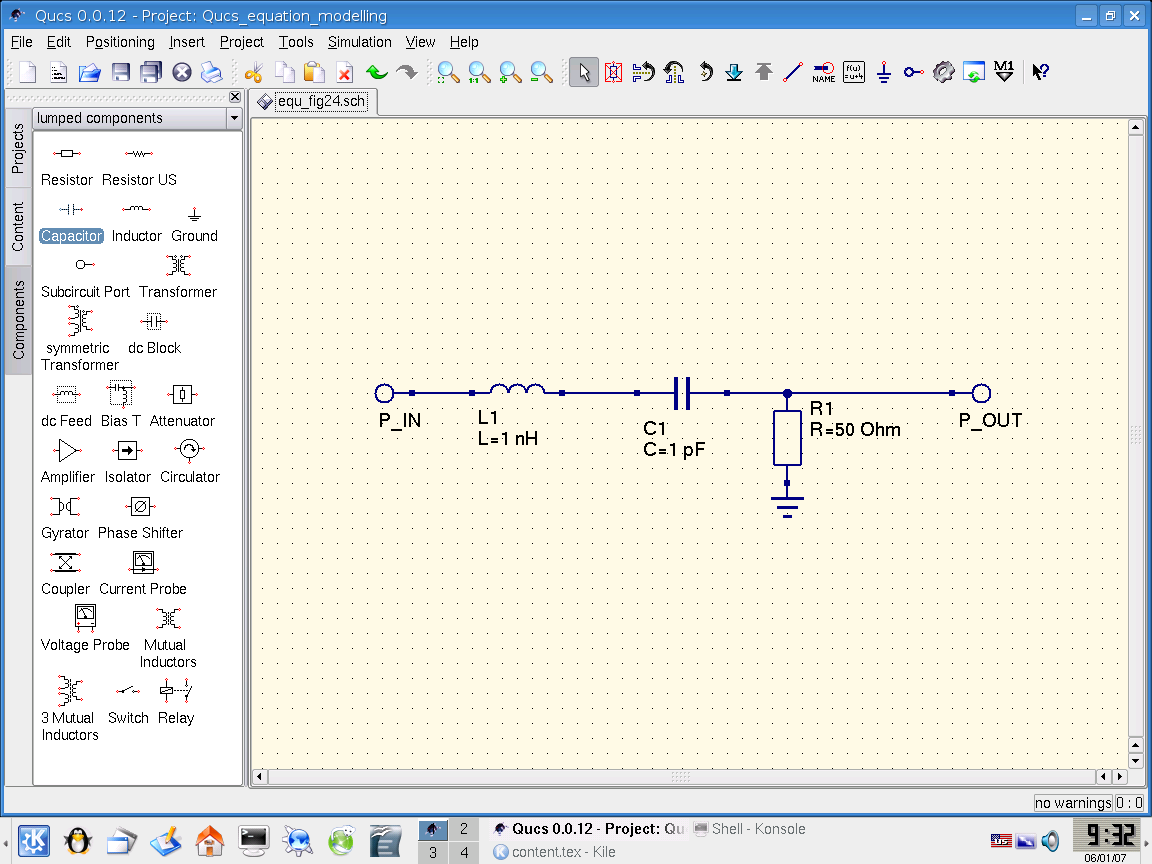 Qucs 0.0.12 - Project: Qucs_equation_modelling
File Edit Positioning Insert Project Tools Simulation View Help
1:1 NAME f(ω) u+4 M1
equ_fig24.sch
lumped components
Projects
Content
Components
Resistor Resistor US
Capacitor Inductor Ground
Subcircuit Port Transformer
symmetric Transformer dc Block
dc Feed Bias T Attenuator
Amplifier Isolator Circulator
Gyrator Phase Shifter
Coupler Current Probe
Voltage Probe Mutual Inductors
3 Mutual Inductors Switch Relay
P_IN
L1
L=1 nH
C1
C=1 pF
R1
R=50 Ohm
P_OUT
no warnings 0 : 0
2
3 4
Qucs 0.0.12 - Project: Qu
Shell - Konsole
content.tex - Kile
US
9:32
06/01/07